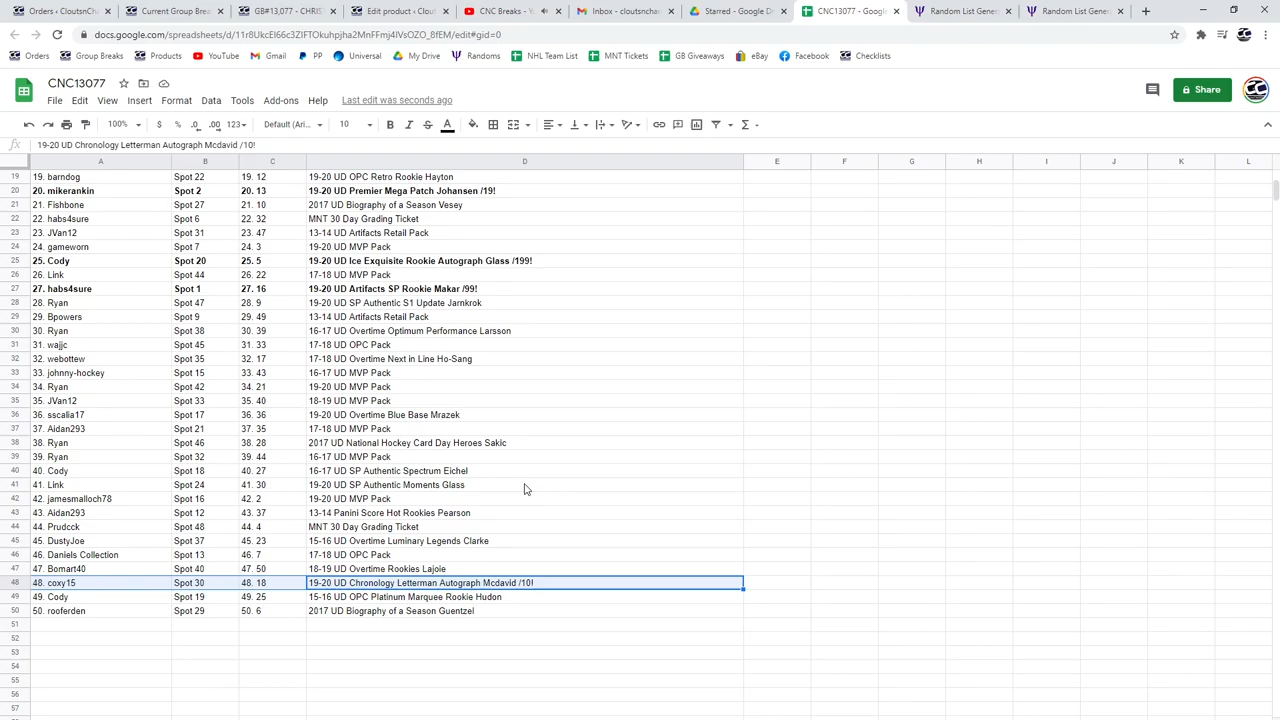 Orders ‹ CloutsnCh
Current Group Break
GB#13,077 - CHRIS
Edit product ‹ Clout
CNC Breaks - Y
Inbox - cloutsnchar
Starred - Google D
CNC13077 - Google
Random List Gener
Random List Gener
docs.google.com/spreadsheets/d/
/edit#gid=0
Orders
Group Breaks
Products
YouTube
Gmail
PP
Universal
My Drive
Randoms
NHL Team List
MNT Tickets
GB Giveaways
eBay
Facebook
Checklists
CNC13077
File Edit View Insert Format Data Tools Add-ons Help Last edit was seconds ago
Share
100% $ % .0 .00 123 Default (Ari... 10 B I S A
fx 19-20 UD Chronology Letterman Autograph Mcdavid /10!
A B C D E F G H I J K L
19 19. barndog Spot 22 19. 12 19-20 UD OPC Retro Rookie Hayton
20 20. mikerankin Spot 2 20. 13 19-20 UD Premier Mega Patch Johansen /19!
21 21. Fishbone Spot 27 21. 10 2017 UD Biography of a Season Vesey
22 22. habs4sure Spot 6 22. 32 MNT 30 Day Grading Ticket
23 23. JVan12 Spot 31 23. 47 13-14 UD Artifacts Retail Pack
24 24. gameworn Spot 7 24. 3 19-20 UD MVP Pack
25 25. Cody Spot 20 25. 5 19-20 UD Ice Exquisite Rookie Autograph Glass /199!
26 26. Link Spot 44 26. 22 17-18 UD MVP Pack
27 27. habs4sure Spot 1 27. 16 19-20 UD Artifacts SP Rookie Makar /99!
28 28. Ryan Spot 47 28. 9 19-20 UD SP Authentic S1 Update Jarnkrok
29 29. Bpowers Spot 9 29. 49 13-14 UD Artifacts Retail Pack
30 30. Ryan Spot 38 30. 39 16-17 UD Overtime Optimum Performance Larsson
31 31. wajjc Spot 45 31. 33 17-18 UD OPC Pack
32 32. webottew Spot 35 32. 17 17-18 UD Overtime Next in Line Ho-Sang
33 33. johnny-hockey Spot 15 33. 43 16-17 UD MVP Pack
34 34. Ryan Spot 42 34. 21 19-20 UD MVP Pack
35 35. JVan12 Spot 33 35. 40 18-19 UD MVP Pack
36 36. sscalia17 Spot 17 36. 36 19-20 UD Overtime Blue Base Mrazek
37 37. Aidan293 Spot 21 37. 35 17-18 UD MVP Pack
38 38. Ryan Spot 46 38. 28 2017 UD National Hockey Card Day Heroes Sakic
39 39. Ryan Spot 32 39. 44 16-17 UD MVP Pack
40 40. Cody Spot 18 40. 27 16-17 UD SP Authentic Spectrum Eichel
41 41. Link Spot 24 41. 30 19-20 UD SP Authentic Moments Glass
42 42. jamesmalloch78 Spot 16 42. 2 19-20 UD MVP Pack
43 43. Aidan293 Spot 12 43. 37 13-14 Panini Score Hot Rookies Pearson
44 44. Prudcck Spot 48 44. 4 MNT 30 Day Grading Ticket
45 45. DustyJoe Spot 37 45. 23 15-16 UD Overtime Luminary Legends Clarke
46 46. Daniels Collection Spot 13 46. 7 17-18 UD OPC Pack
47 47. Bomart40 Spot 40 47. 50 18-19 UD Overtime Rookies Lajoie
48 48. coxy15 Spot 30 48. 18 19-20 UD Chronology Letterman Autograph Mcdavid /10!
49 49. Cody Spot 19 49. 25 15-16 UD OPC Platinum Marquee Rookie Hudon
50 50. rooferden Spot 29 50. 6 2017 UD Biography of a Season Guentzel
51
52
53
54
55
56
57